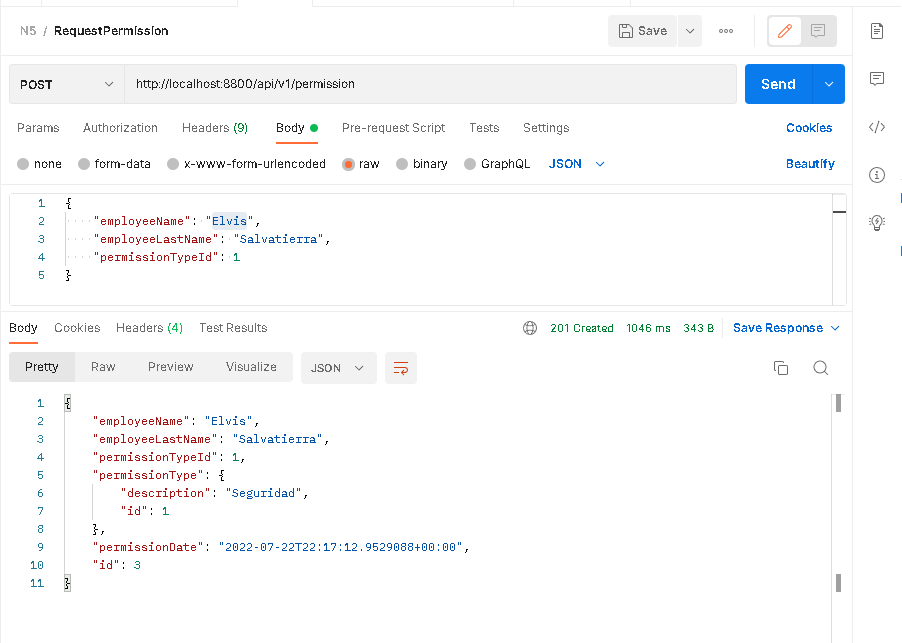 N5 / RequestPermission Save
POST http://localhost:8800/api/v1/permission Send
Params Authorization Headers (9) Body Pre-request Script Tests Settings Cookies
none form-data x-www-form-urlencoded raw binary GraphQL JSON Beautify
1 {
2 "employeeName": "Elvis",
3 "employeeLastName": "Salvatierra",
4 "permissionTypeId": 1
5 }
Body Cookies Headers (4) Test Results 201 Created 1046 ms 343 B Save Response
Pretty Raw Preview Visualize JSON
1 {
2 "employeeName": "Elvis",
3 "employeeLastName": "Salvatierra",
4 "permissionTypeId": 1,
5 "permissionType": {
6 "description": "Seguridad",
7 "id": 1
8 },
9 "permissionDate": "2022-07-22T22:17:12.9529088+00:00",
10 "id": 3
11 }